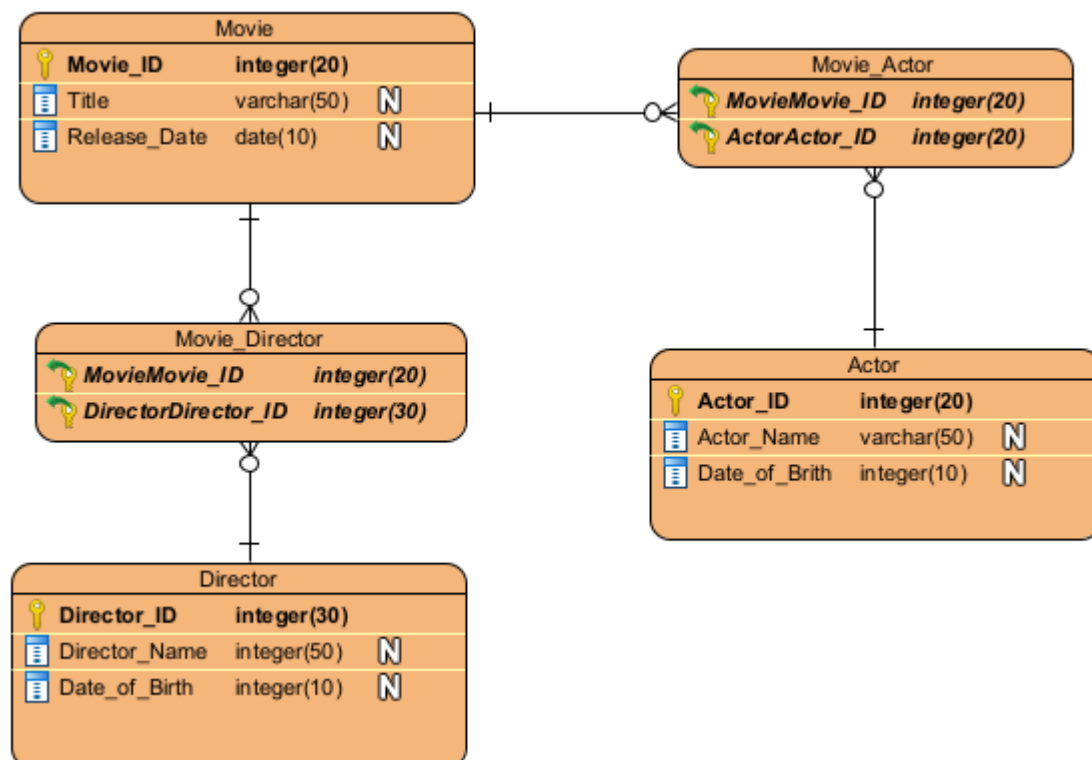 Movie
Movie_ID integer(20)
Title varchar(50) N
Release_Date date(10) N
Movie_Actor
MovieMovie_ID integer(20)
ActorActor_ID integer(20)
Movie_Director
MovieMovie_ID integer(20)
DirectorDirector_ID integer(30)
Actor
Actor_ID integer(20)
Actor_Name varchar(50) N
Date_of_Brith integer(10) N
Director
Director_ID integer(30)
Director_Name integer(50) N
Date_of_Birth integer(10) N